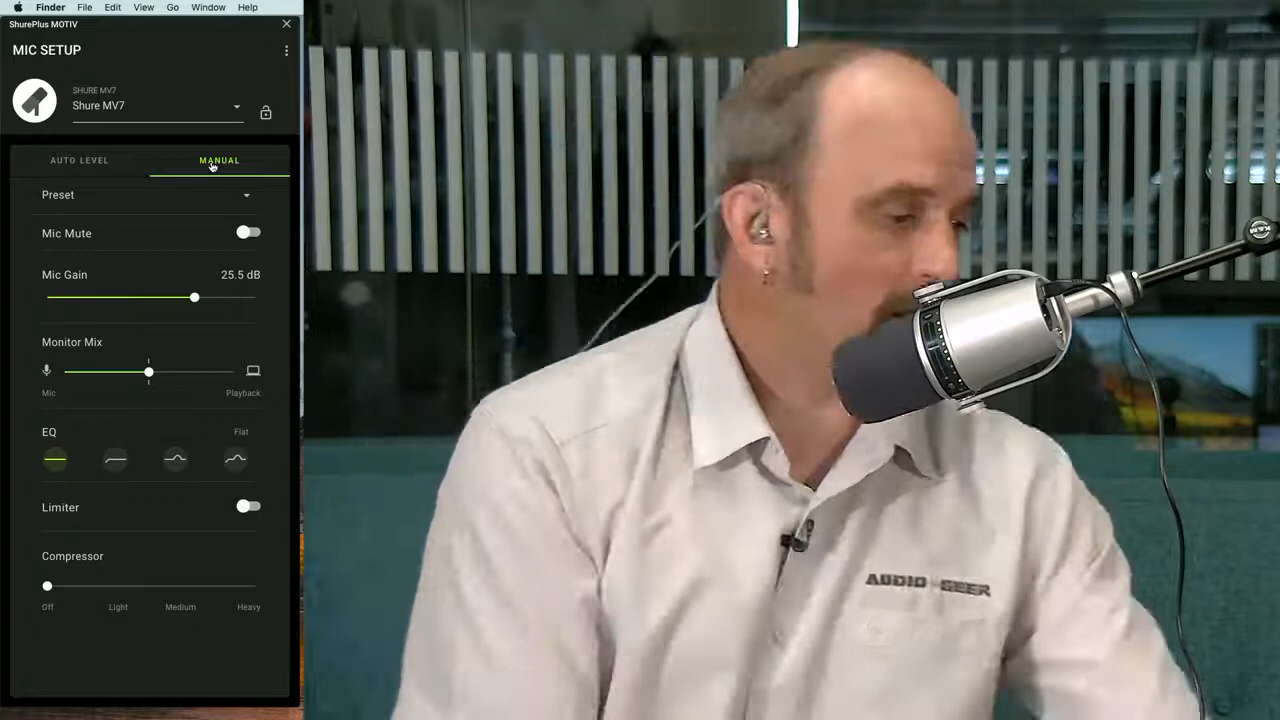 Finder File Edit View Go Window Help
ShurePlus MOTIV
MIC SETUP
SHURE MV7
Shure MV7
AUTO LEVEL MANUAL
Preset
Mic Mute
Mic Gain 25.5 dB
Monitor Mix
Mic Playback
EQ Flat
Limiter
Compressor
Off Light Medium Heavy
AUDIO GEER